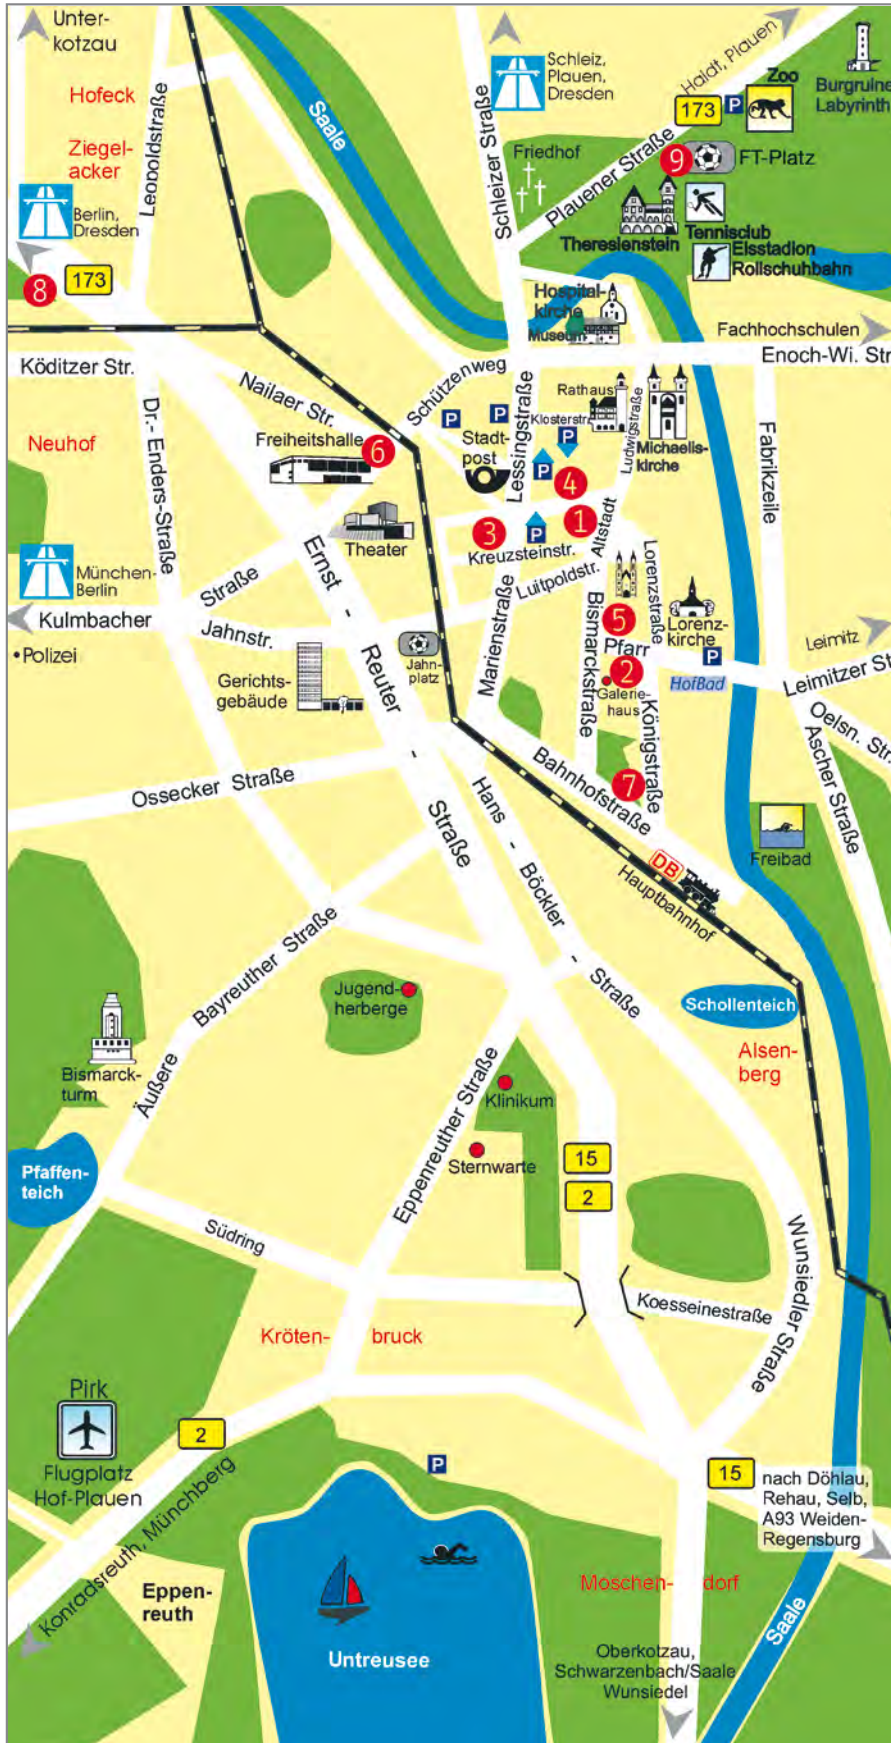 Unter-
kotzau
Hofeck
Ziegel-
acker
Leopoldstraße
Berlin,
Dresden
8
173
Saale
Schleizer Straße
Schleiz,
Plauen,
Dresden
Haidt, Plauen
173
P
Zoo
Burgruine
Labyrinth
Friedhof
Plauener Straße
9
FT-Platz
Theresienstein
Tennisclub
Eisstadion
Rollschuhbahn
Hospital-
kirche
Museum
Fachhochschulen
Enoch-Wi. Str
Köditzer Str.
Neuhof
Dr.- Enders-Straße
Nailaer Str.
Schützenweg
Freiheitshalle
6
P
P
Stadt-
post
Lessingstraße
Rathaus
Klosterstr.
P
P
Ludwigstraße
Michaelis-
kirche
Fabrikzeile
4
Theater
3
P
1
Altstadt
Kreuzsteinstr.
Luitpoldstr.
München-
Berlin
Kulmbacher
Straße
Polizei
Jahnstr.
Ernst - Reuter - Straße
Gerichts-
gebäude
Jahn-
platz
Marienstraße
Bismarckstraße
Lorenzstraße
5
Pfarr
Lorenz-
kirche
P
HofBad
Leimitz
Leimitzer Str
2
Galerie-
haus
Königstraße
Oelsn. Str.
Ascher Straße
7
Bahnhofstraße
Ossecker Straße
Hans - Böckler - Straße
DB
Hauptbahnhof
Freibad
Äußere Bayreuther Straße
Jugend-
herberge
Schollenteich
Alsen-
berg
Bismarck-
turm
Klinikum
Sternwarte
Eppenreuther Straße
15
2
Pfaffen-
teich
Südring
Koesseinestraße
Wunsiedler Straße
Kröten- bruck
Pirk
Flugplatz
Hof-Plauen
2
Konradsreuth, Münchberg
P
15
nach Döhlau,
Rehau, Selb,
A93 Weiden-
Regensburg
Eppen-
reuth
Moschen- dorf
Untreusee
Saale
Oberkotzau,
Schwarzenbach/Saale
Wunsiedel